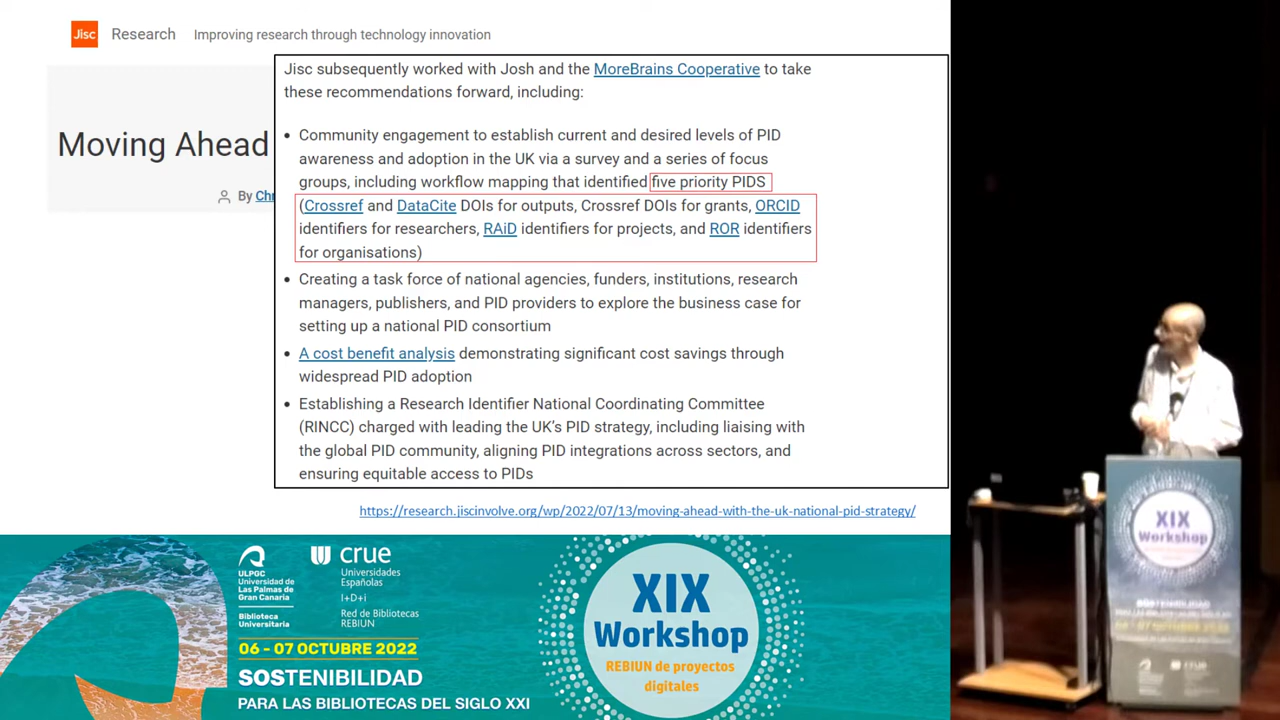 Jisc Research Improving research through technology innovation
Moving Ahead
By Chr
Jisc subsequently worked with Josh and the MoreBrains Cooperative to take
these recommendations forward, including:
• Community engagement to establish current and desired levels of PID
awareness and adoption in the UK via a survey and a series of focus
groups, including workflow mapping that identified five priority PIDS
(Crossref and DataCite DOIs for outputs, Crossref DOIs for grants, ORCID
identifiers for researchers, RAiD identifiers for projects, and ROR identifiers
for organisations)
• Creating a task force of national agencies, funders, institutions, research
managers, publishers, and PID providers to explore the business case for
setting up a national PID consortium
• A cost benefit analysis demonstrating significant cost savings through
widespread PID adoption
• Establishing a Research Identifier National Coordinating Committee
(RINCC) charged with leading the UK's PID strategy, including liaising with
the global PID community, aligning PID integrations across sectors, and
ensuring equitable access to PIDs
https://research.jiscinvolve.org/wp/2022/07/13/moving-ahead-with-the-uk-national-pid-strategy/
ULPGC
Universidad de
Las Palmas de
Gran Canaria
Biblioteca
Universitaria
crue
Universidades
Españolas
I+D+i
Red de Bibliotecas
REBIUN
06 - 07 OCTUBRE 2022
SOSTENIBILIDAD
PARA LAS BIBLIOTECAS DEL SIGLO XXI
XIX
Workshop
REBIUN de proyectos
digitales
XIX
Workshop
SOSTENIBILIDAD
06 - 07 OCTUBRE 2022
crue